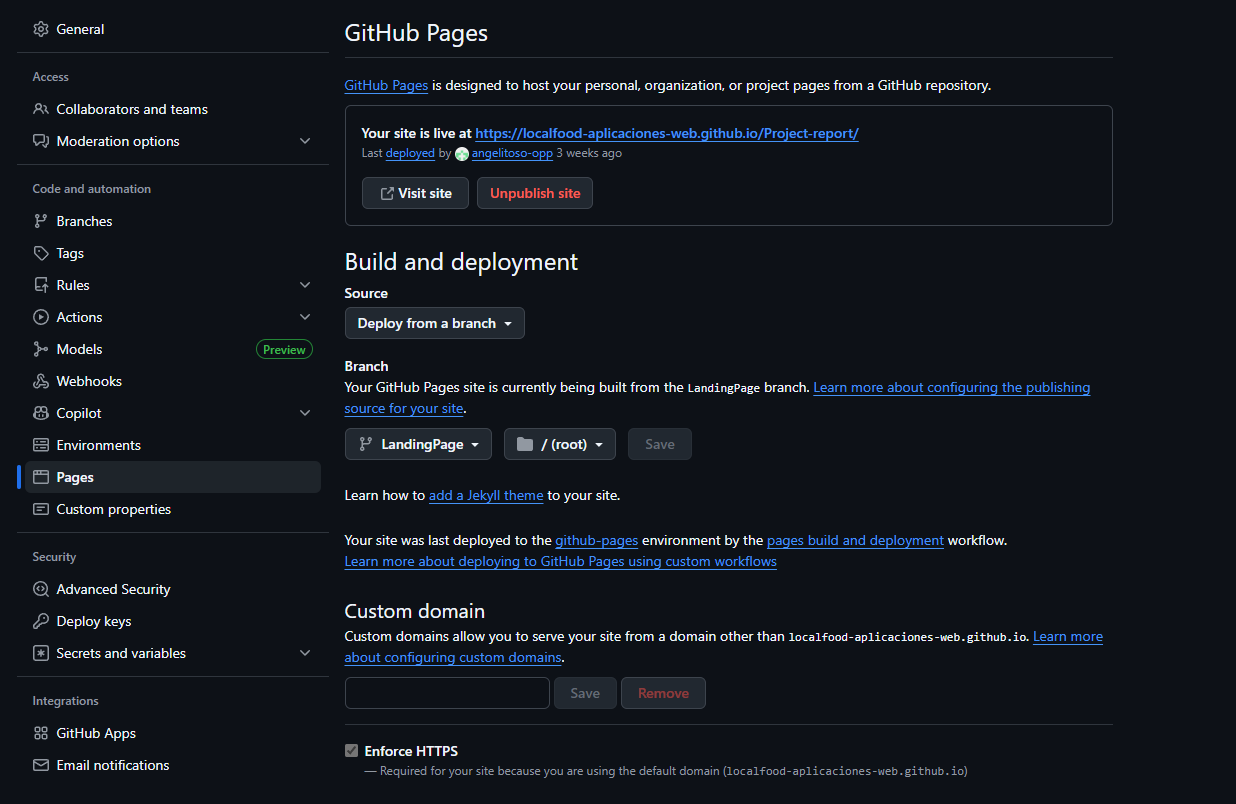 General
Access
Collaborators and teams
Moderation options
Code and automation
Branches
Tags
Rules
Actions
Models
Preview
Webhooks
Copilot
Environments
Pages
Custom properties
Security
Advanced Security
Deploy keys
Secrets and variables
Integrations
GitHub Apps
Email notifications
GitHub Pages
GitHub Pages is designed to host your personal, organization, or project pages from a GitHub repository.
Your site is live at https://localfood-aplicaciones-web.github.io/Project-report/
Last deployed by angelitoso-opp 3 weeks ago
Visit site
Unpublish site
Build and deployment
Source
Deploy from a branch
Branch
Your GitHub Pages site is currently being built from the LandingPage branch. Learn more about configuring the publishing
source for your site.
LandingPage
/ (root)
Save
Learn how to add a Jekyll theme to your site.
Your site was last deployed to the github-pages environment by the pages build and deployment workflow.
Learn more about deploying to GitHub Pages using custom workflows
Custom domain
Custom domains allow you to serve your site from a domain other than localfood-aplicaciones-web.github.io. Learn more
about configuring custom domains.
Save
Remove
Enforce HTTPS
— Required for your site because you are using the default domain (localfood-aplicaciones-web.github.io)